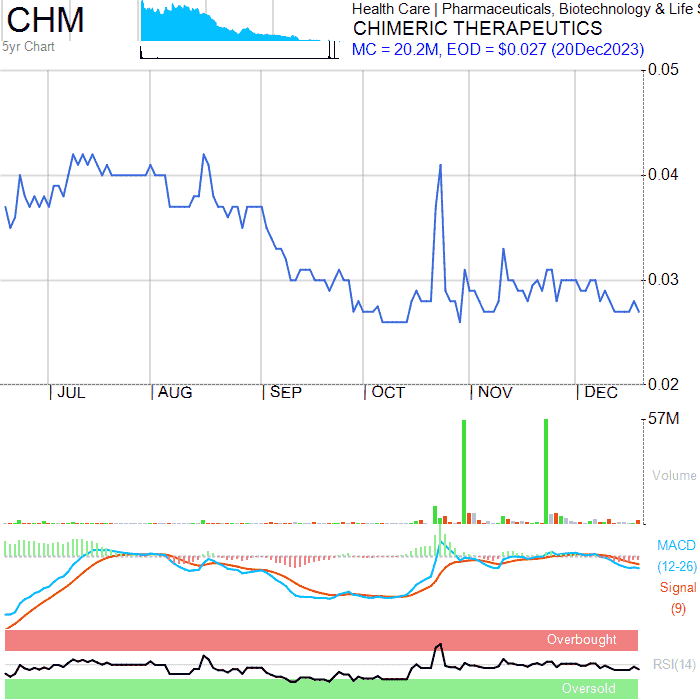 CHM
5yr Chart
Health Care | Pharmaceuticals, Biotechnology & Life S
CHIMERIC THERAPEUTICS
MC = 20.2M, EOD = $0.027 (20Dec2023)
0.05
0.04
0.03
0.02
JUL AUG SEP OCT NOV DEC
57M
Volume
MACD
(12-26)
Signal
(9)
Overbought
RSI(14)
Oversold